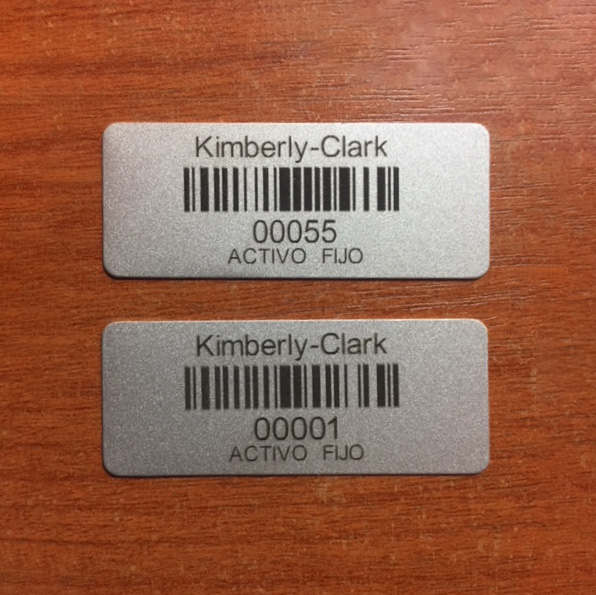 Kimberly-Clark
00055
ACTIVO FIJO
Kimberly-Clark
00001
ACTIVO FIJO